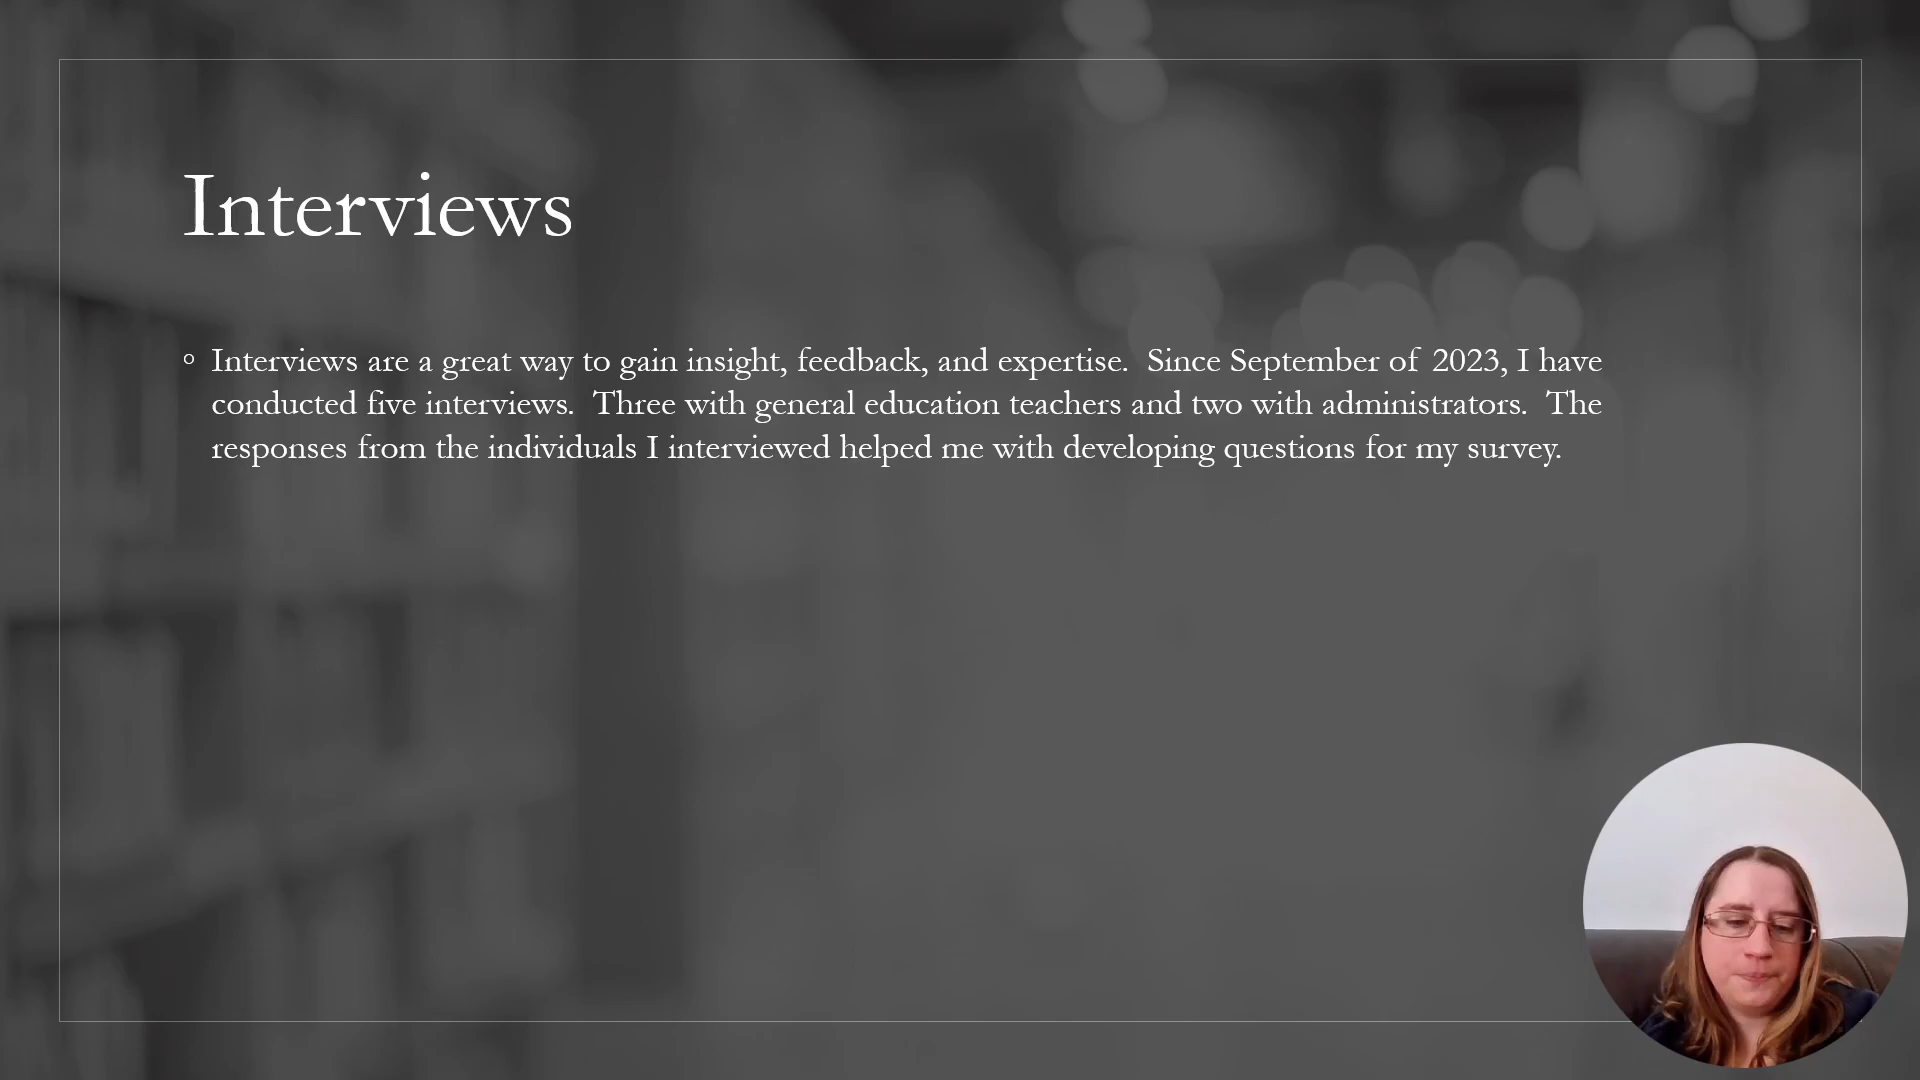 Interviews
Interviews are a great way to gain insight, feedback, and expertise.  Since September of 2023, I have
conducted five interviews.  Three with general education teachers and two with administrators.  The
responses from the individuals I interviewed helped me with developing questions for my survey.